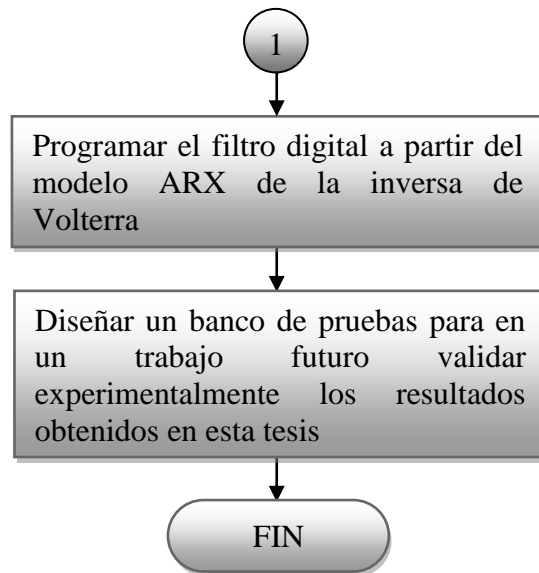 1
Programar el filtro digital a partir del
modelo ARX de la inversa de
Volterra
Diseñar un banco de pruebas para en
un trabajo futuro validar
experimentalmente los resultados
obtenidos en esta tesis
FIN